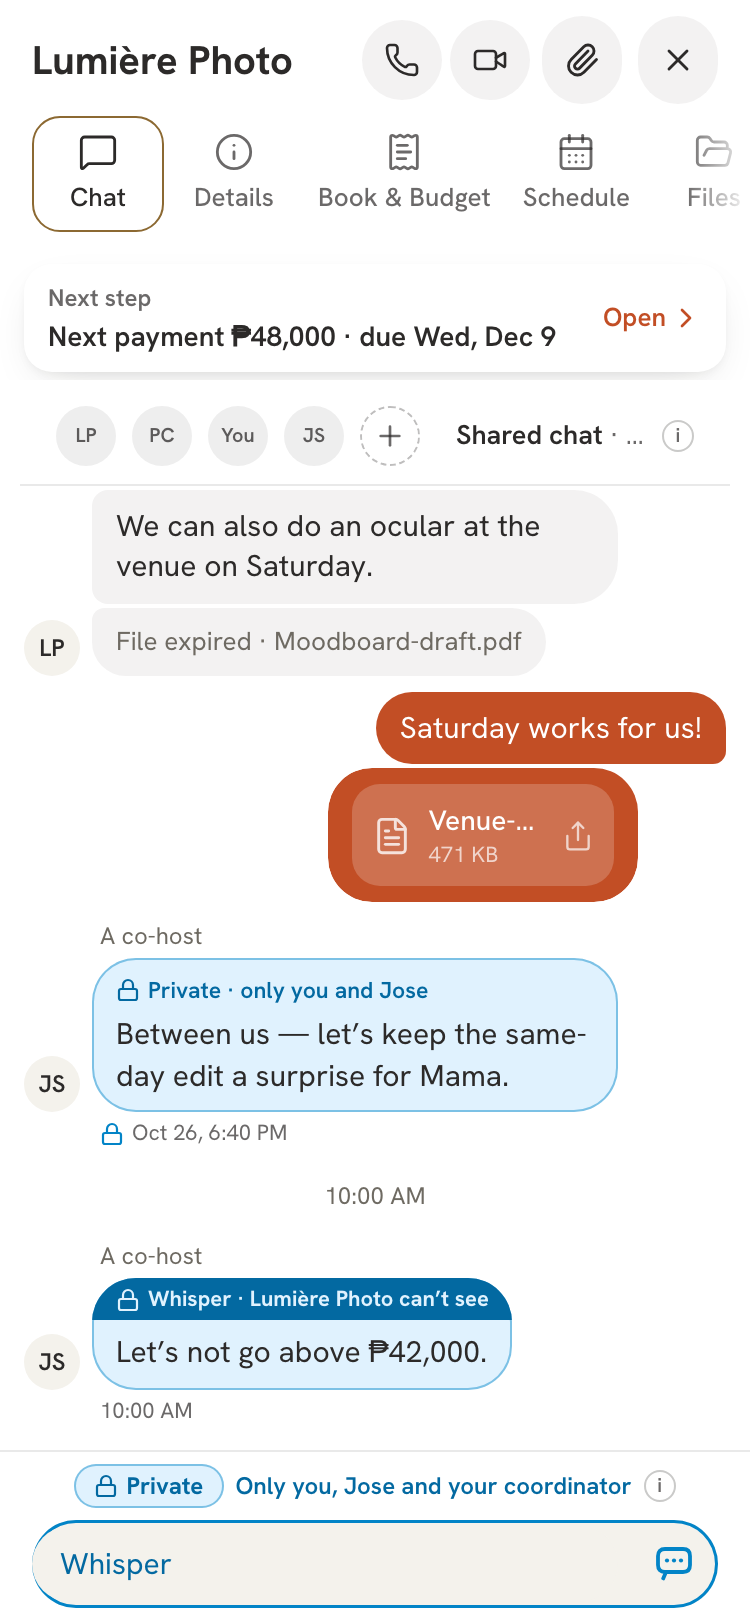 Lumière Photo
Chat
Details
Book & Budget
Schedule
Files
Next step
Next payment ₱48,000 · due Wed, Dec 9
Open
LP
PC
You
JS
Shared chat · ...
We can also do an ocular at the
venue on Saturday.
File expired · Moodboard-draft.pdf
LP
Saturday works for us!
Venue-...
471 KB
A co-host
Private · only you and Jose
Between us — let’s keep the same-
day edit a surprise for Mama.
JS
Oct 26, 6:40 PM
10:00 AM
A co-host
Whisper · Lumière Photo can’t see
Let’s not go above ₱42,000.
JS
10:00 AM
Private
Only you, Jose and your coordinator
Whisper